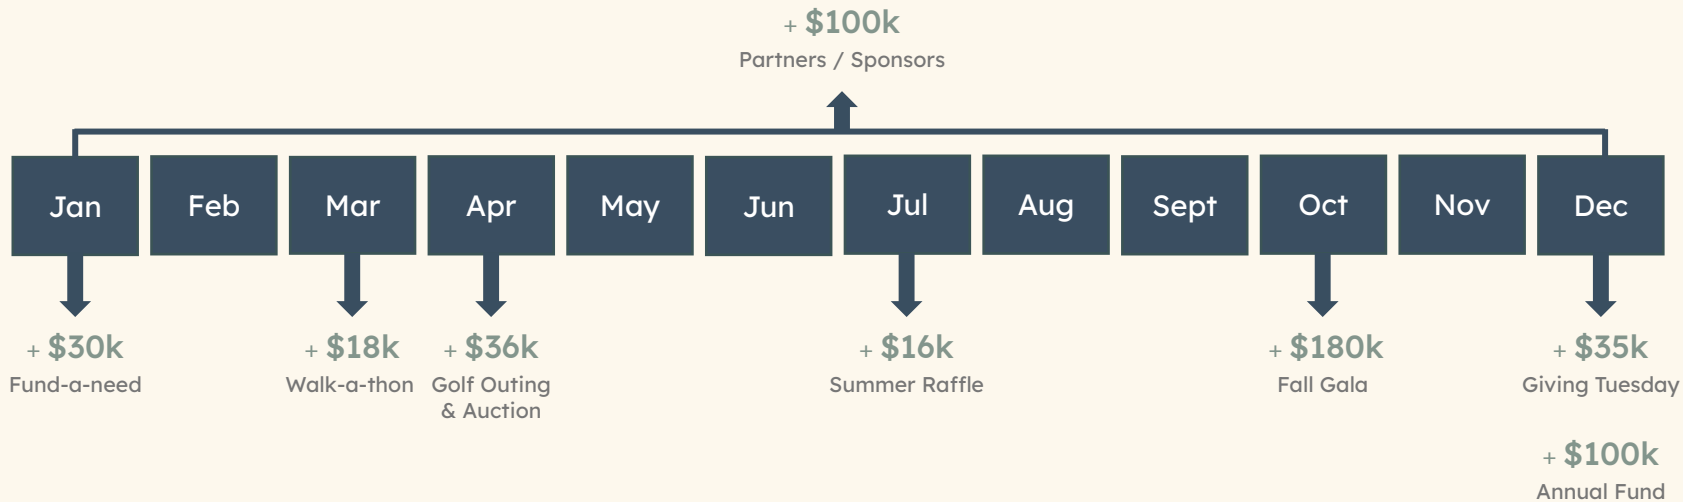 + $100k
Partners / Sponsors
Jan
Feb
Mar
Apr
May
Jun
Jul
Aug
Sept
Oct
Nov
Dec
+ $30k
Fund-a-need
+ $18k
Walk-a-thon
+ $36k
Golf Outing
& Auction
+ $16k
Summer Raffle
+ $180k
Fall Gala
+ $35k
Giving Tuesday
+ $100k
Annual Fund